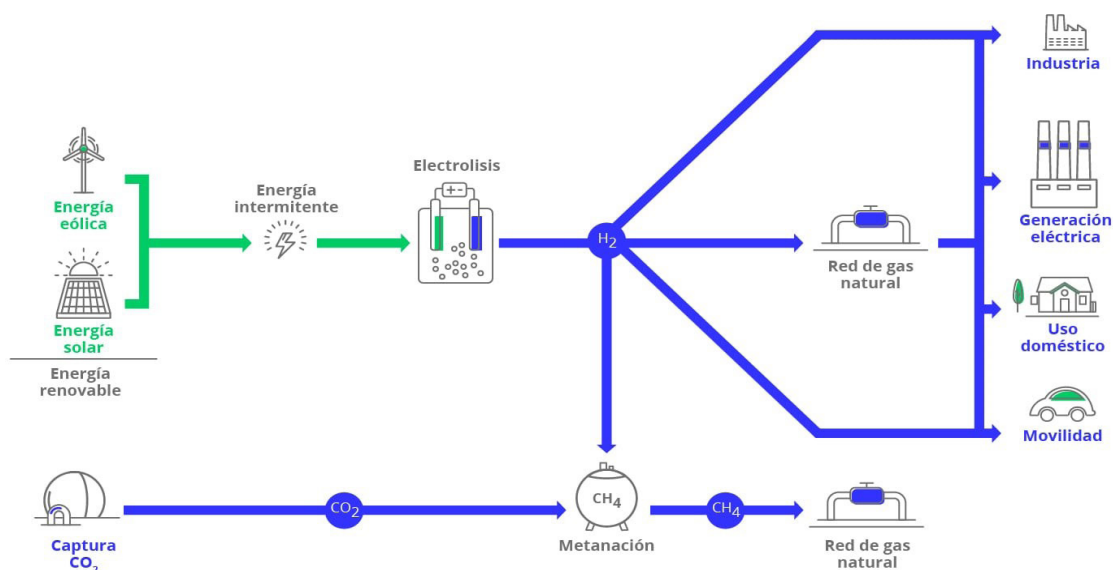 Energía
eólica
Energía
solar
Energía
renovable
Energía
intermitente
Electrolisis
+ -
H2
Red de gas
natural
Industria
Generación
eléctrica
Uso
doméstico
Movilidad
Captura
CO2
CO2
CH4
Metanación
CH4
Red de gas
natural